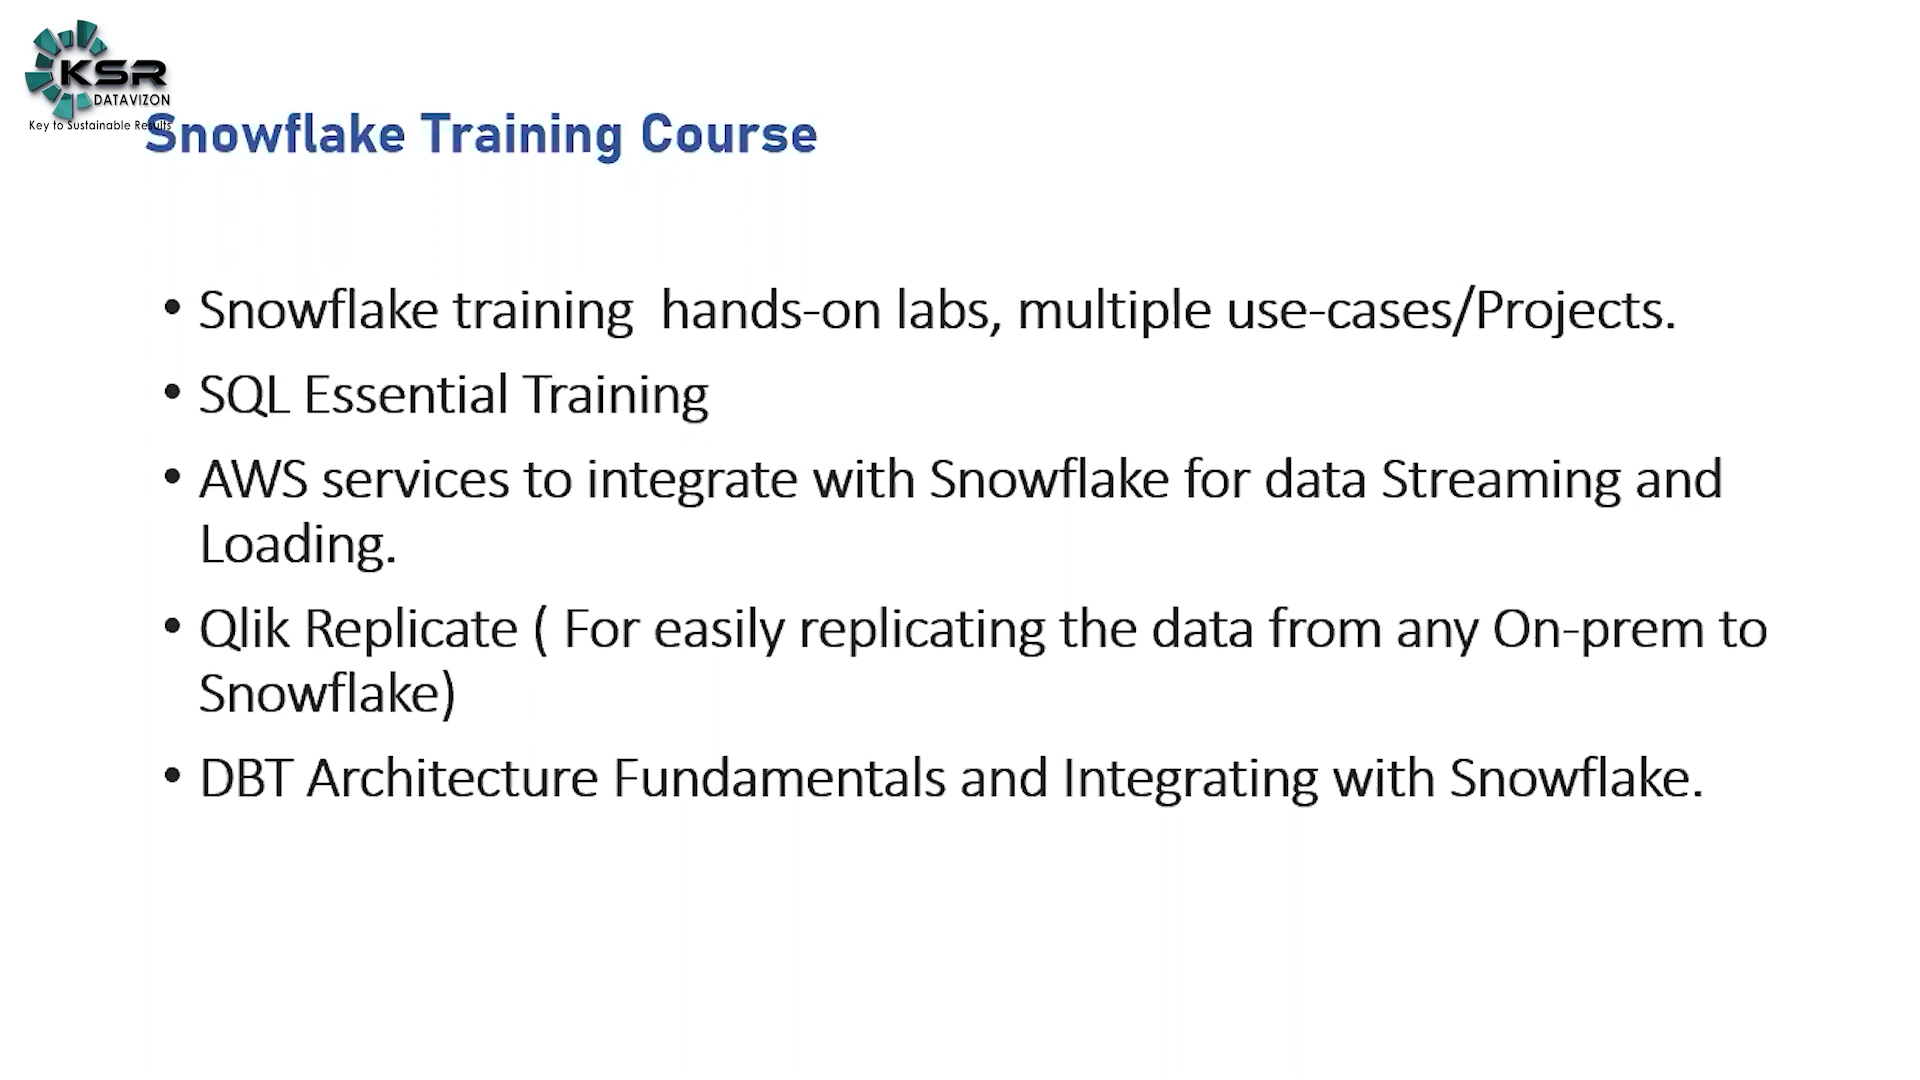 KSR
DATAVIZON
Key to Sustainable Results
Snowflake Training Course
• Snowflake training  hands-on labs, multiple use-cases/Projects.
• SQL Essential Training
• AWS services to integrate with Snowflake for data Streaming and
Loading.
• Qlik Replicate ( For easily replicating the data from any On-prem to
Snowflake)
• DBT Architecture Fundamentals and Integrating with Snowflake.